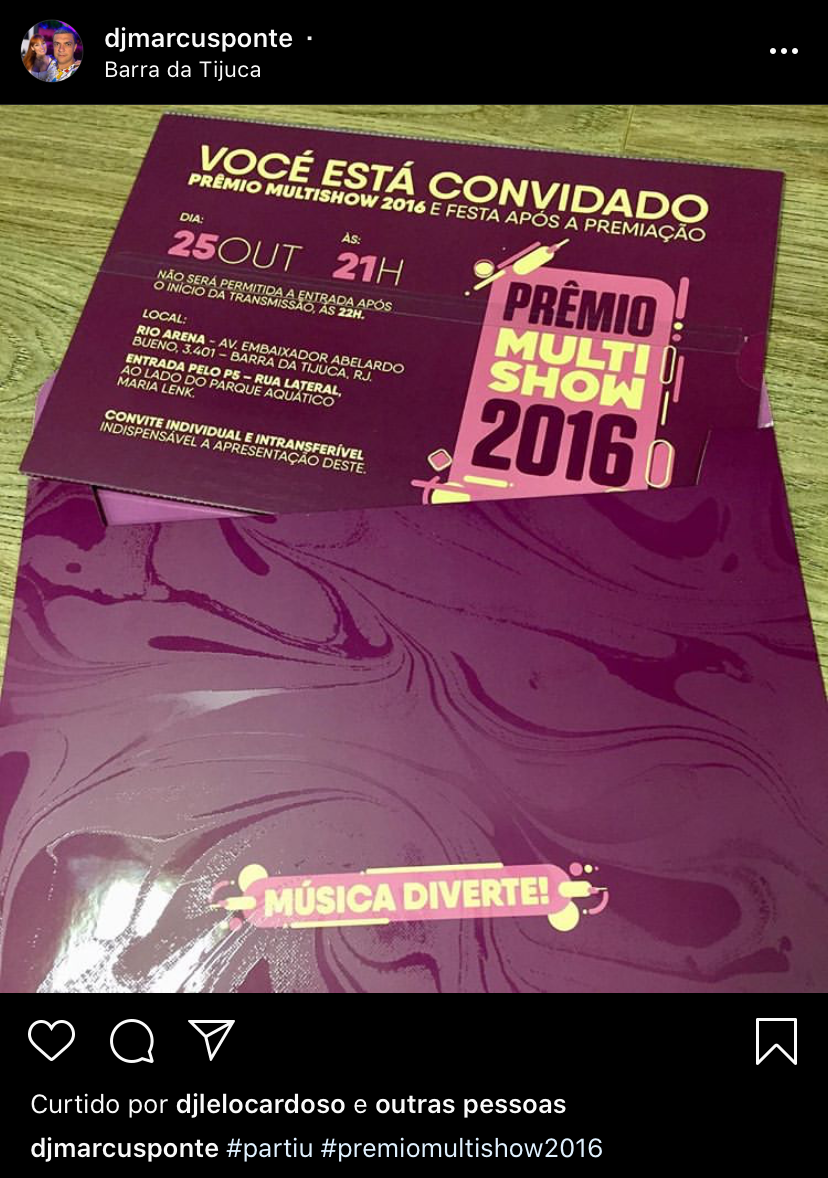 djmarcusponte ·
Barra da Tijuca
VOCÉ ESTÁ CONVIDADO
PRÊMIO MULTISHOW 2016 E FESTA APÓS A PREMIAÇÃO
DIA:
25OUT
ÀS:
21H
NÃO SERÁ PERMITIDA A ENTRADA APÓS
O INÍCIO DA TRANSMISSÃO, ÀS 22H.
LOCAL:
RIO ARENA – AV. EMBAIXADOR ABELARDO
BUENO, 3.401 – BARRA DA TIJUCA, RJ.
ENTRADA PELO P5 – RUA LATERAL,
AO LADO DO PARQUE AQUÁTICO
MARIA LENK.
CONVITE INDIVIDUAL E INTRANSFERÍVEL
INDISPENSÁVEL A APRESENTAÇÃO DESTE.
PRÊMIO
MULTI
SHOW
2016
MÚSICA DIVERTE!
Curtido por djlelocardoso e outras pessoas
djmarcusponte #partiu #premiomultishow2016